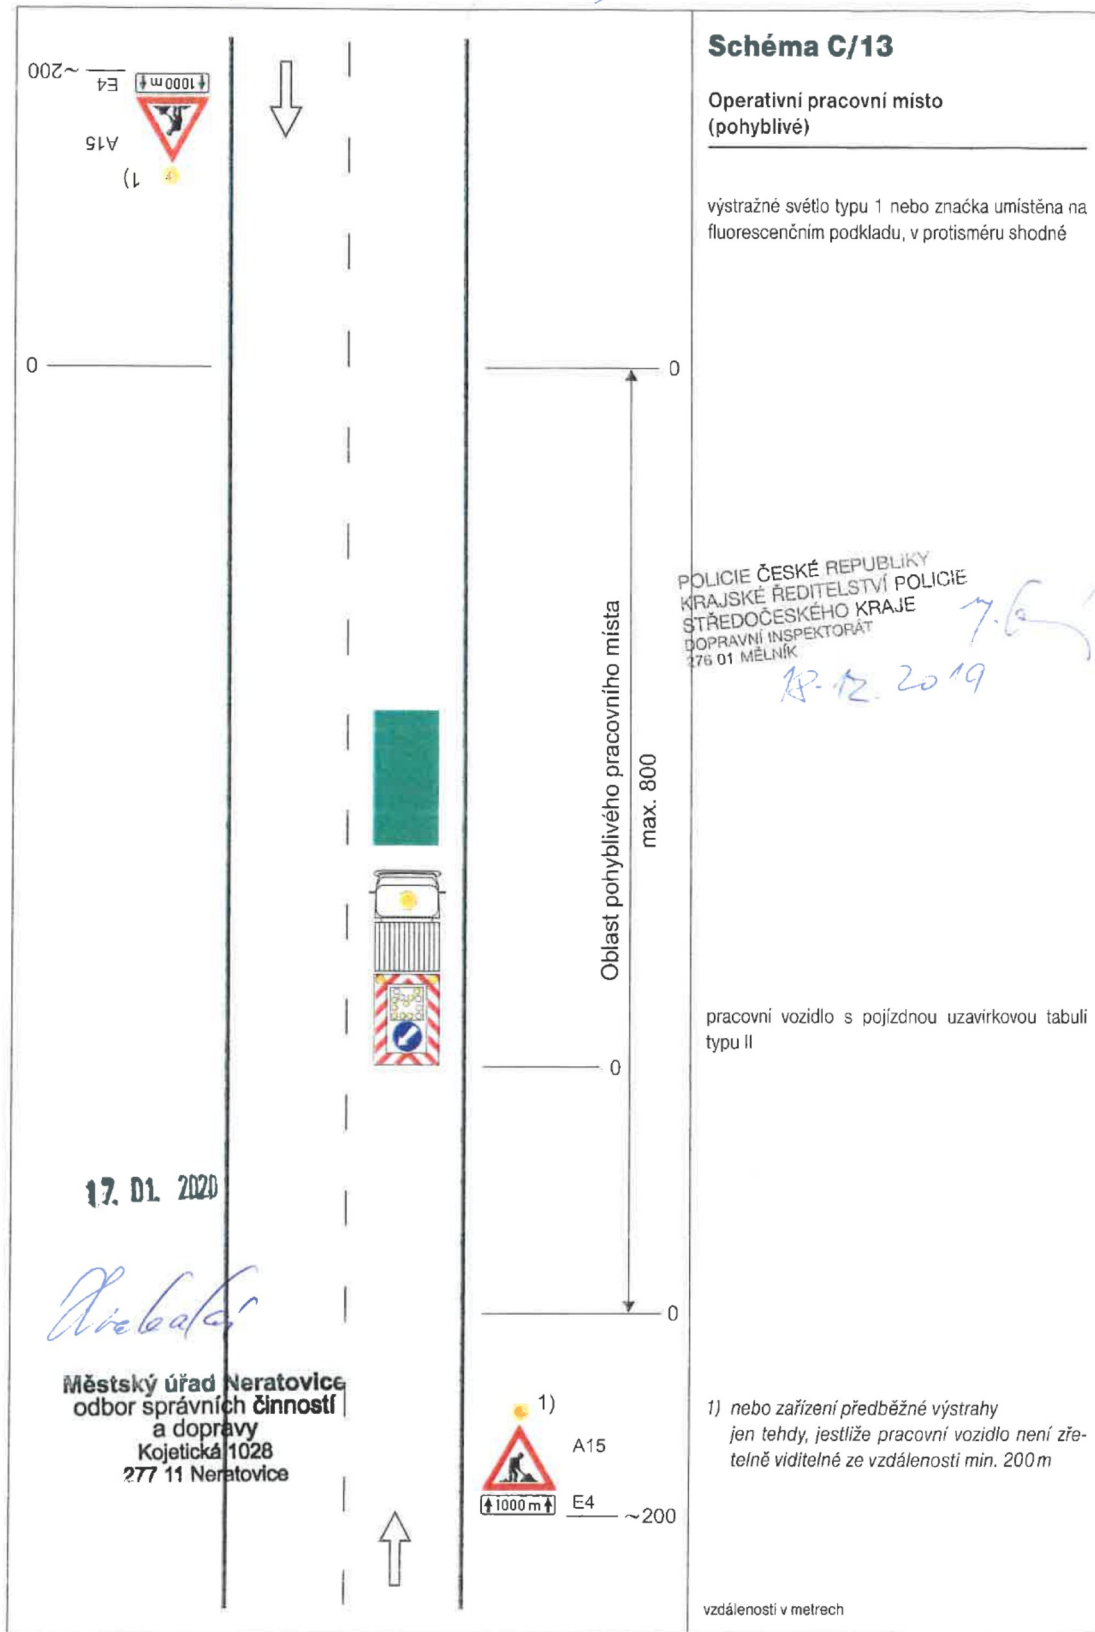 Schéma C/13
Operativní pracovní místo
(pohyblivé)
výstražné světlo typu 1 nebo značka umístěna na
fluorescenčním podkladu, v protisměru shodné
~200
E4
1000 m
A15
1)
0
0
Oblast pohyblivého pracovního místa
max. 800
POLICIE ČESKÉ REPUBLIKY
KRAJSKÉ ŘEDITELSTVÍ POLICIE
STŘEDOČESKÉHO KRAJE
DOPRAVNÍ INSPEKTORÁT
276 01 MĚLNÍK
18. 12. 2019
pracovní vozidlo s pojízdnou uzavírkovou tabulí
typu II
0
17. 01. 2020
0
Městský úřad Neratovice
odbor správních činností
a dopravy
Kojetická 1028
277 11 Neratovice
1)
A15
1000 m
E4
~200
1) nebo zařízení předběžné výstrahy
jen tehdy, jestliže pracovní vozidlo není zře-
telně viditelné ze vzdálenosti min. 200 m
vzdálenosti v metrech